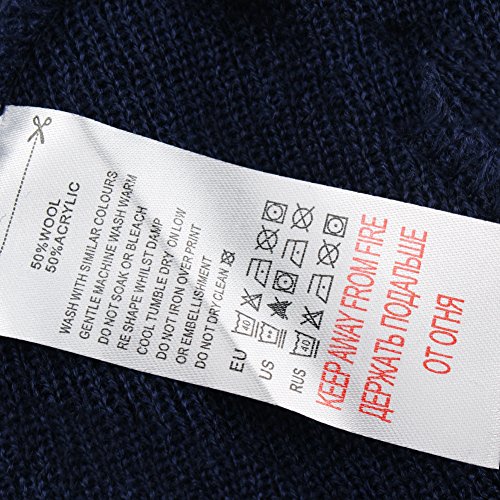 50%WOOL
50%ACRYLIC
WASH WITH SIMILAR COLOURS
GENTLE MACHINE WASH WARM
DO NOT SOAK OR BLEACH
RE SHAPE WHILST DAMP
COOL TUMBLE DRY ON LOW
DO NOT IRON OVER PRINT
OR EMBELLISHMENT
DO NOT DRY CLEAN
EU 40
US
RUS 40
KEEP AWAY FROM FIRE
ДЕРЖАТЬ ПОДАЛЬШЕ
ОТ ОГНЯ